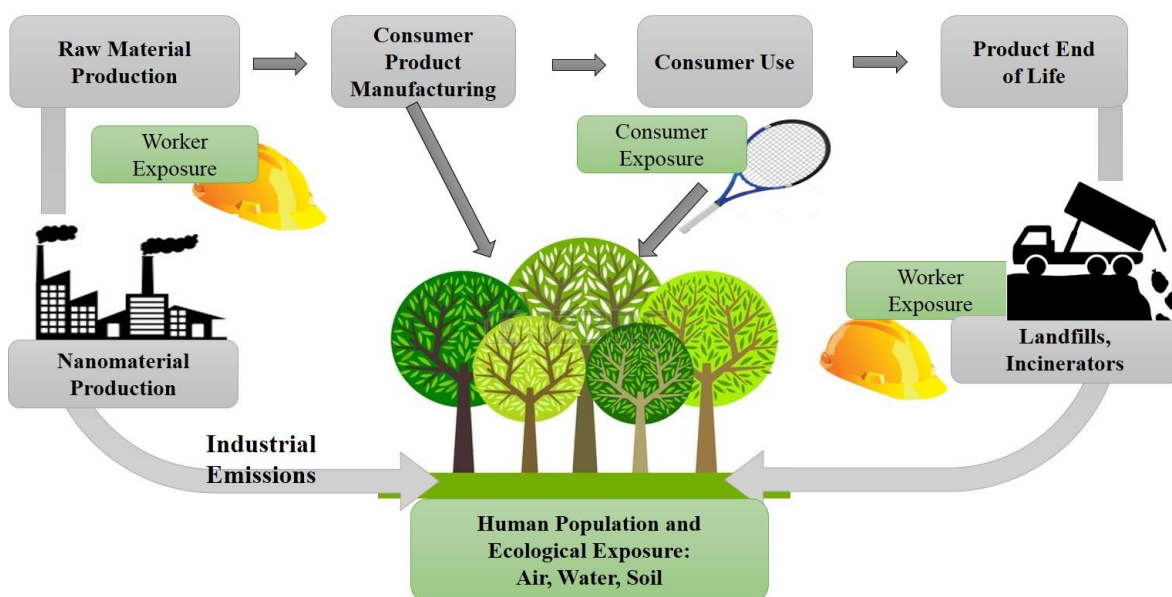 Raw Material
Production
Consumer
Product
Manufacturing
Consumer Use
Product End
of Life
Worker
Exposure
Consumer
Exposure
Worker
Exposure
Nanomaterial
Production
Landfills,
Incinerators
Industrial
Emissions
Human Population and
Ecological Exposure:
Air, Water, Soil